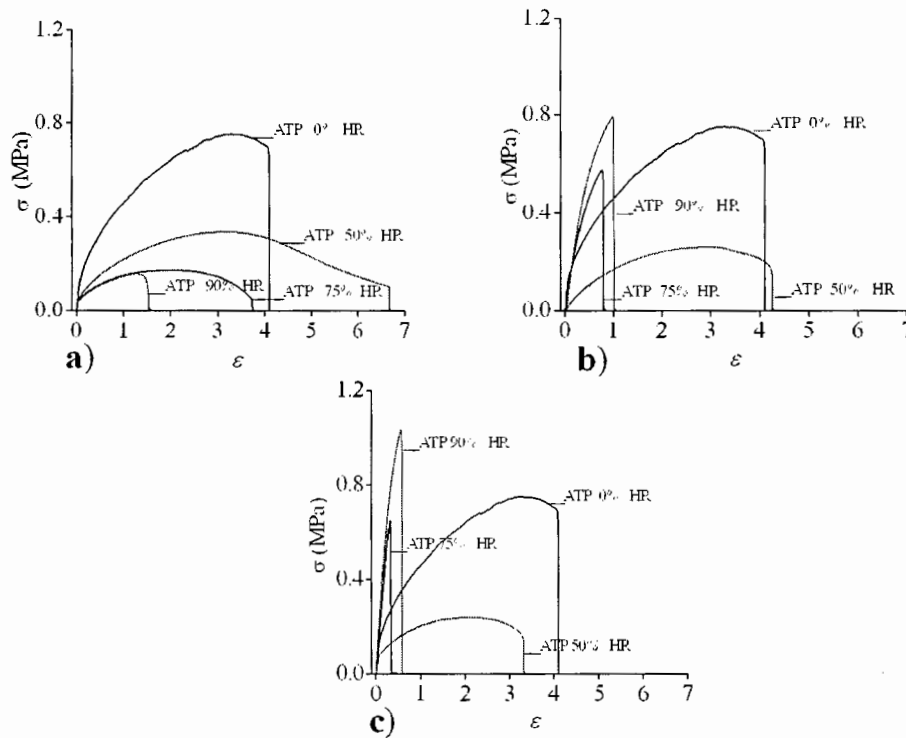 1.2
0.8
0.4
0.0
σ (MPa)
ATP 0% HR
ATP 50% HR
ATP 90% HR
ATP 75% HR
0 1 2 3 4 5 6 7
a)
ε
1.2
0.8
0.4
0.0
σ (MPa)
ATP 0% HR
ATP 90% HR
ATP 75% HR
ATP 50% HR
0 1 2 3 4 5 6 7
b)
ε
1.2
0.8
0.4
0.0
σ (MPa)
ATP 90% HR
ATP 0% HR
ATP 75% HR
ATP 50% HR
0 1 2 3 4 5 6 7
c)
ε